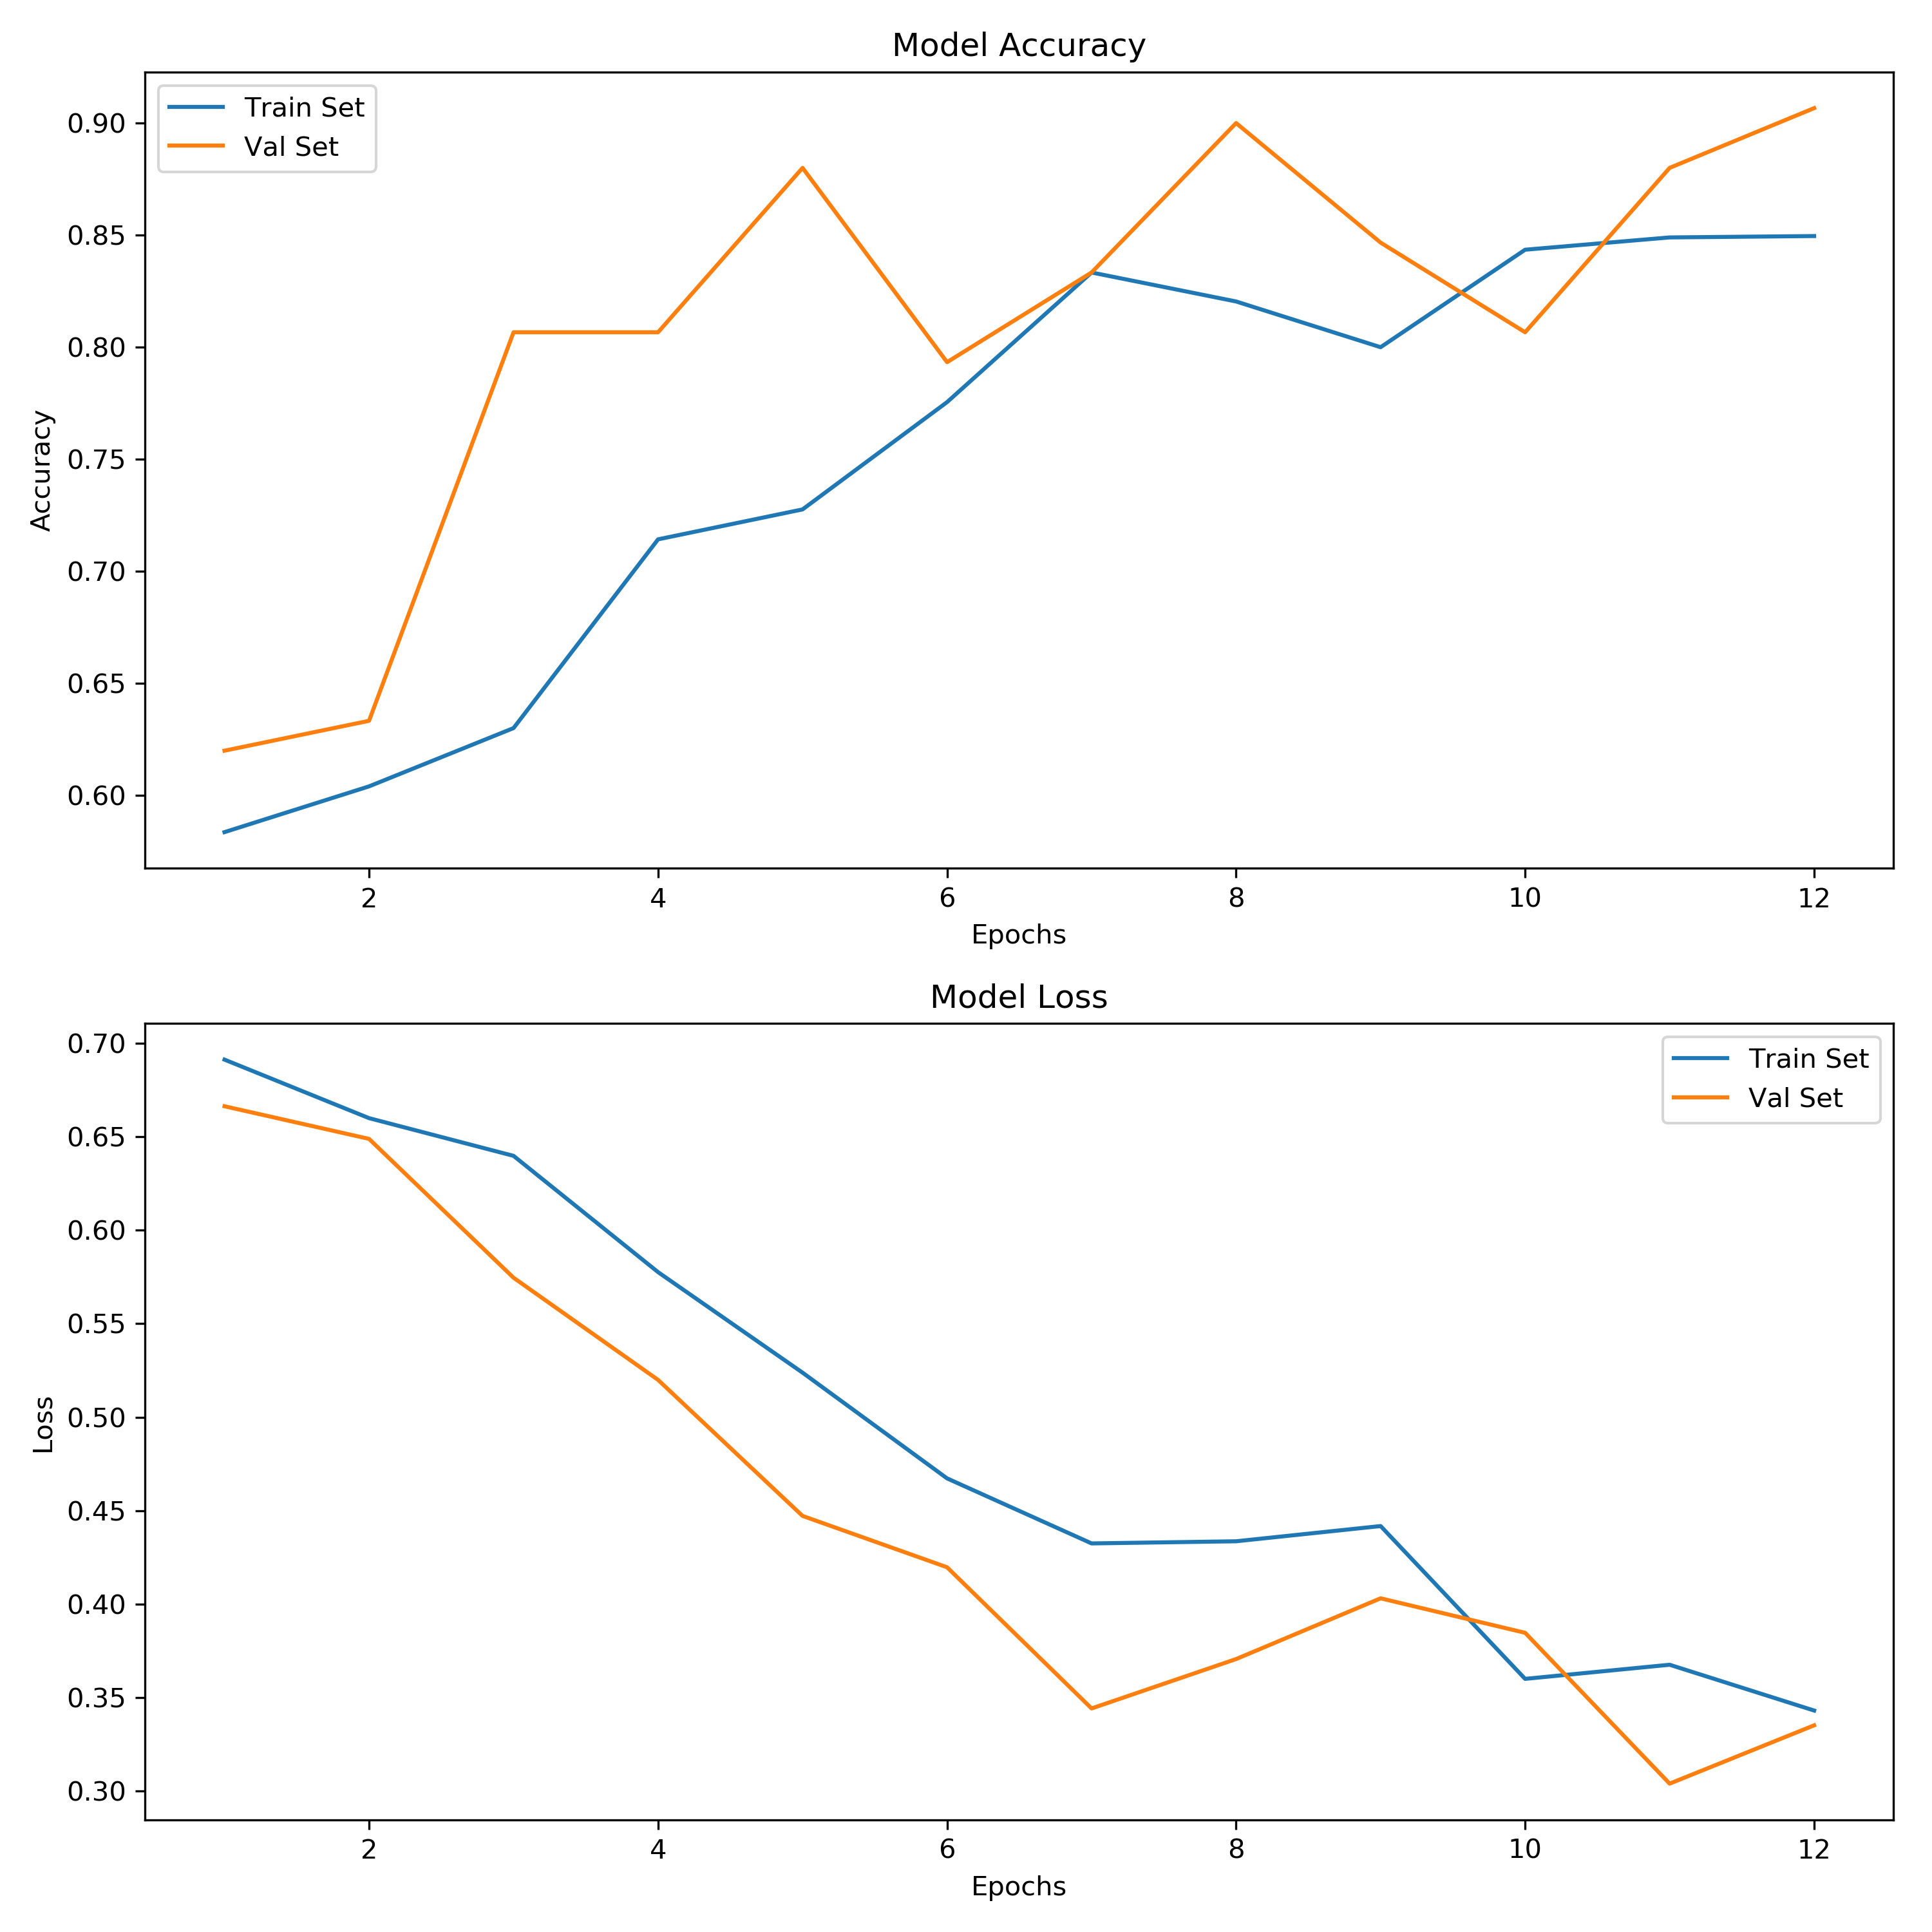 Model Accuracy
Train Set
Val Set
0.90
0.85
0.80
0.75
0.70
0.65
0.60
Accuracy
2 4 6 8 10 12
Epochs
Model Loss
Train Set
Val Set
0.70
0.65
0.60
0.55
0.50
0.45
0.40
0.35
0.30
Loss
2 4 6 8 10 12
Epochs